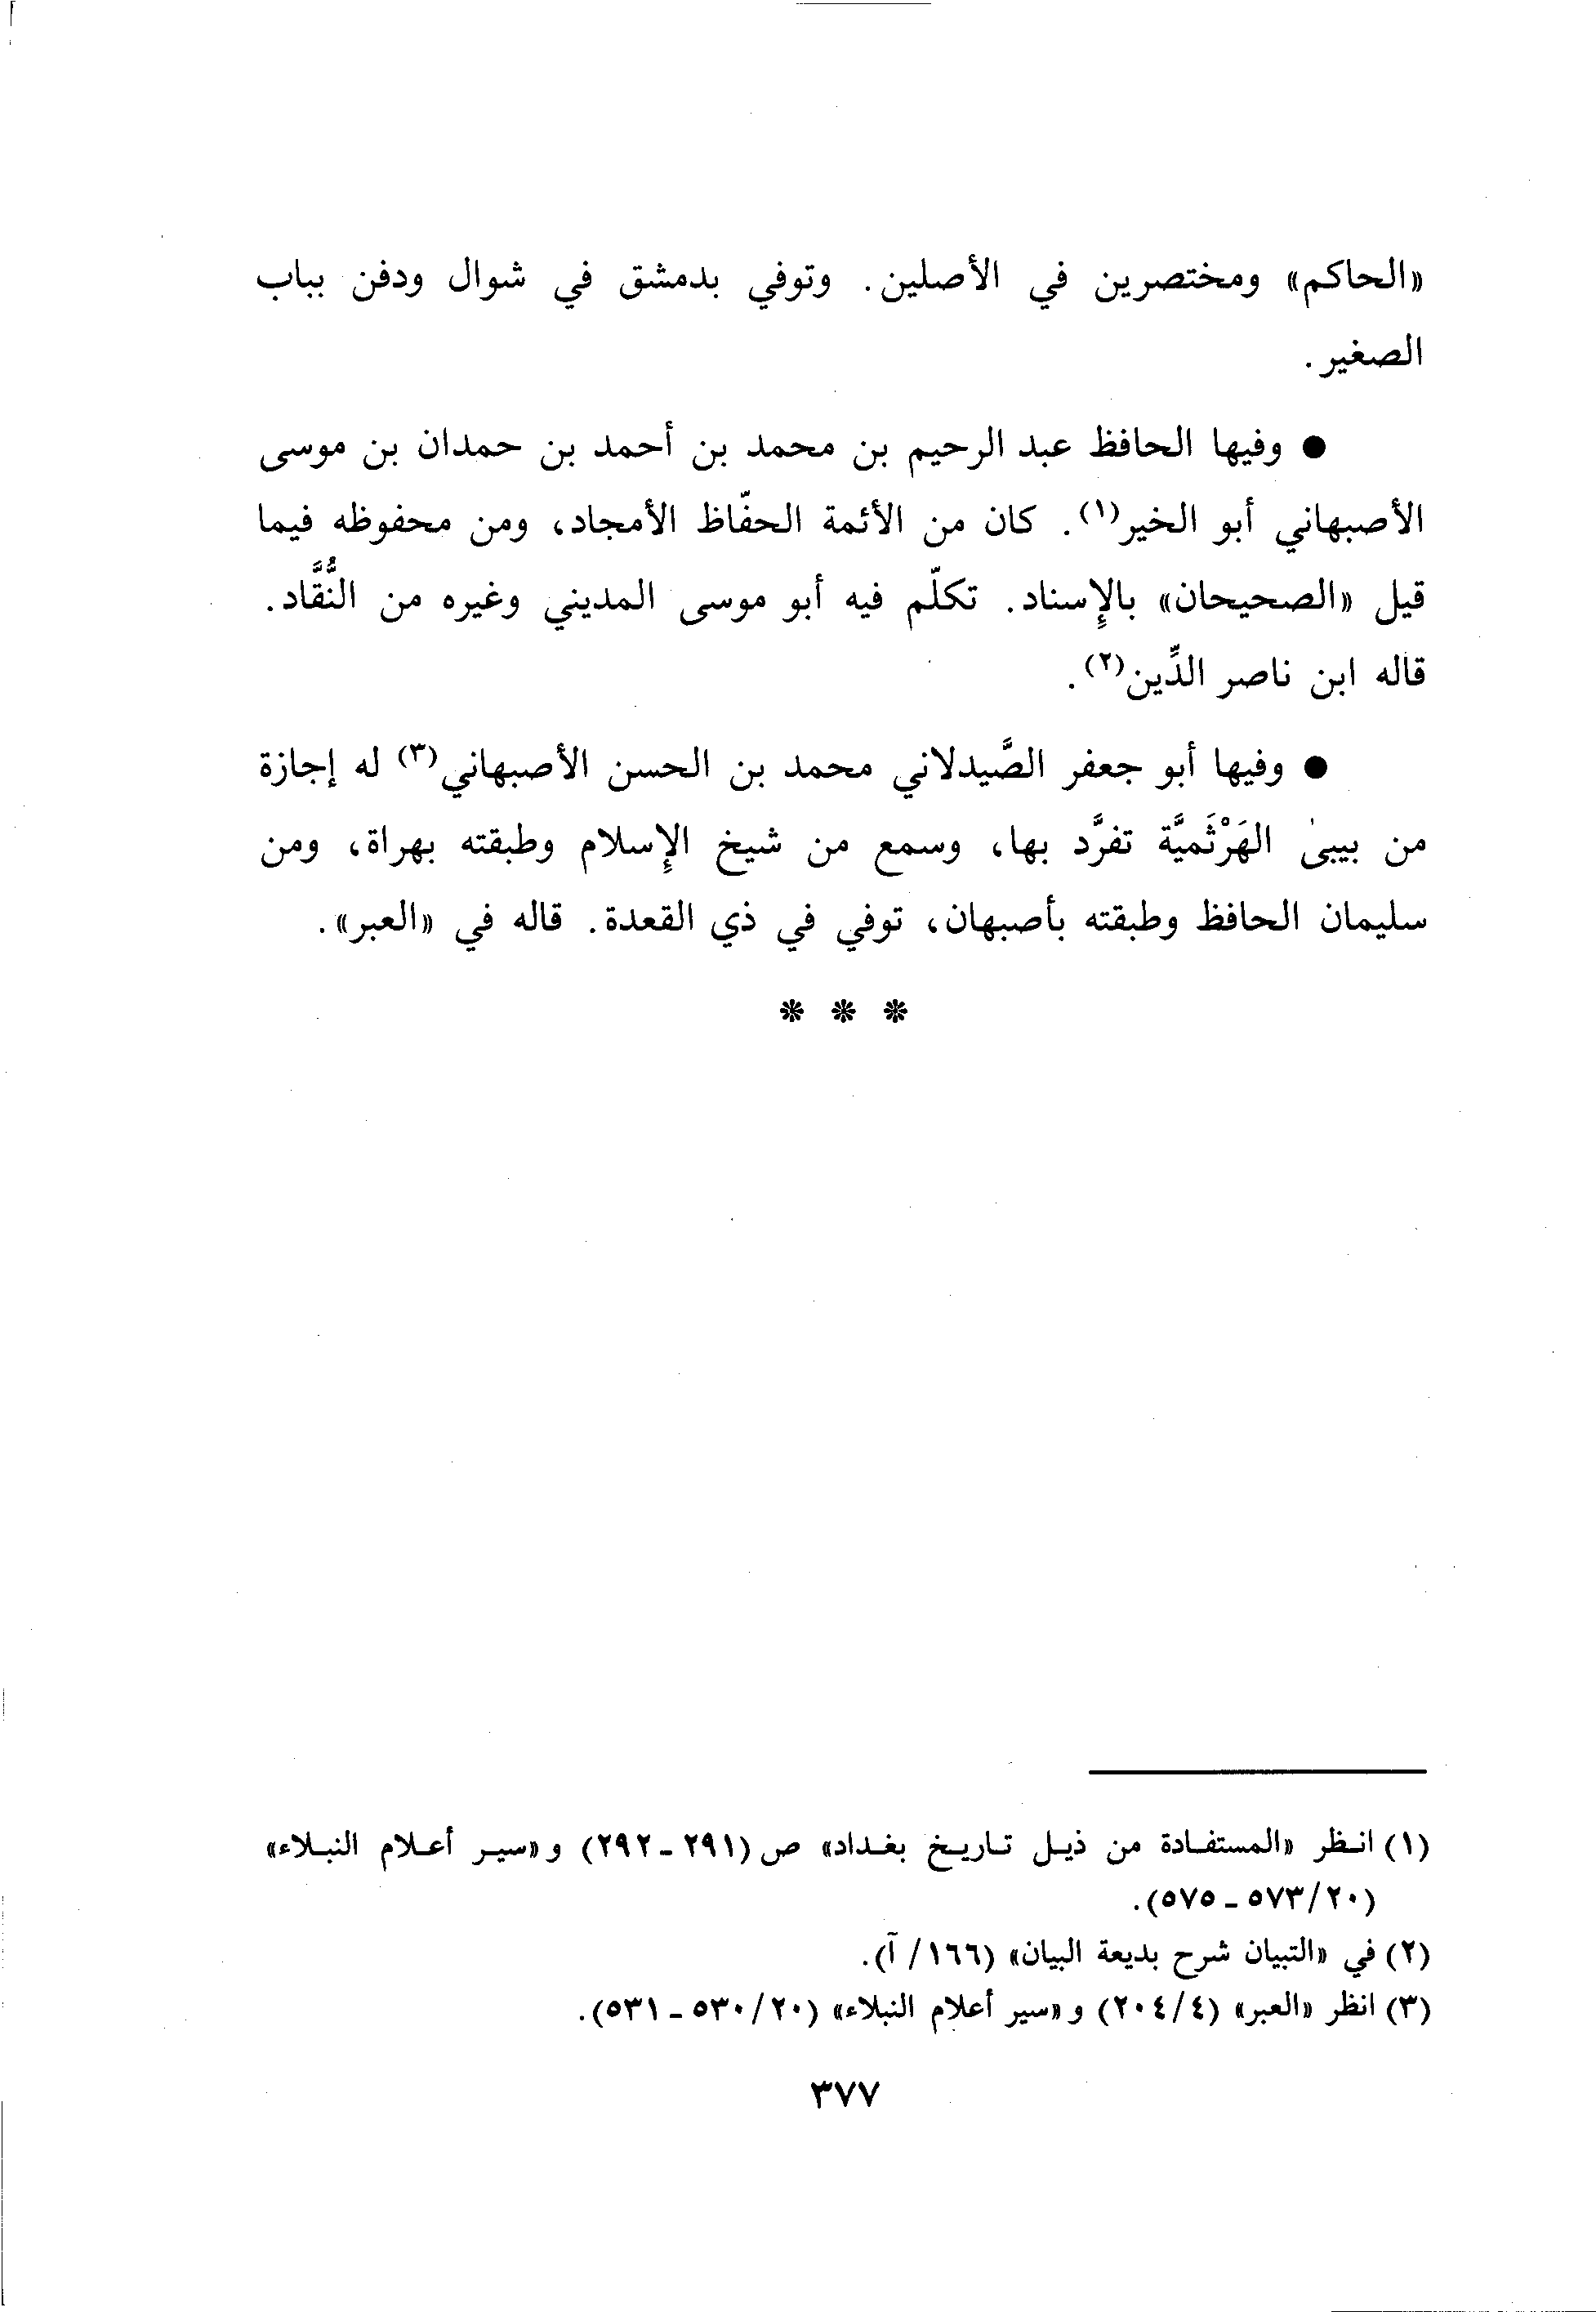 «الحاكم» ومختصرين في الأصلين. وتوفي بدمشق في شوال ودفن بباب
الصغير.
● وفيها الحافظ عبد الرحيم بن محمد بن أحمد بن حمدان بن موسى
الأصبهاني أبو الخير(١). كان من الأئمة الحفّاظ الأمجاد، ومن محفوظه فيما
قيل «الصحيحان» بالإِسناد. تكلّم فيه أبو موسى المديني وغيره من النُّقَّاد.
قاله ابن ناصر الدِّين(٢).
● وفيها أبو جعفر الصَّيدلاني محمد بن الحسن الأصبهاني(٣) له إجازة
من بيبىٰ الهَرْثَميَّة تفرَّد بها، وسمع من شيخ الإِسلام وطبقته بهراة، ومن
سليمان الحافظ وطبقته بأصبهان، توفي في ذي القعدة. قاله في «العبر».
* * *
(١) انظر «المستفادة من ذيل تاريخ بغداد» ص (٢٩١ - ٢٩٢) و «سير أعلام النبلاء»
(٢٠/ ٥٧٣ - ٥٧٥).
(٢) في «التبيان شرح بديعة البيان» (١٦٦/ آ).
(٣) انظر «العبر» (٤/ ٢٠٤) و «سير أعلام النبلاء» (٢٠/ ٥٣٠ - ٥٣١).
٣٧٧